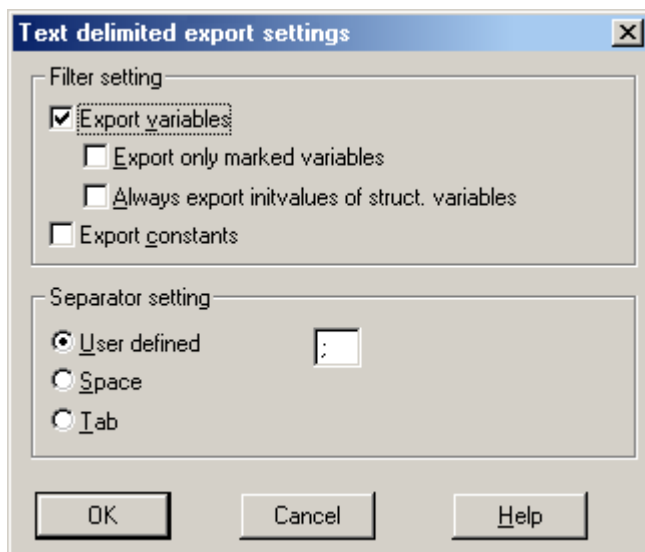 Text delimited export settings
Filter setting
Export variables
Export only marked variables
Always export initvalues of struct. variables
Export constants
Separator setting
User defined ;
Space
Tab
OK Cancel Help